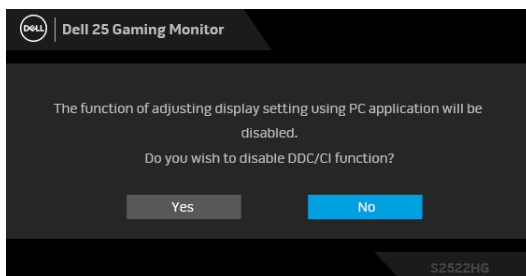 DELL
Dell 25 Gaming Monitor
The function of adjusting display setting using PC application will be
disabled.
Do you wish to disable DDC/CI function?
Yes
No
S2522HG